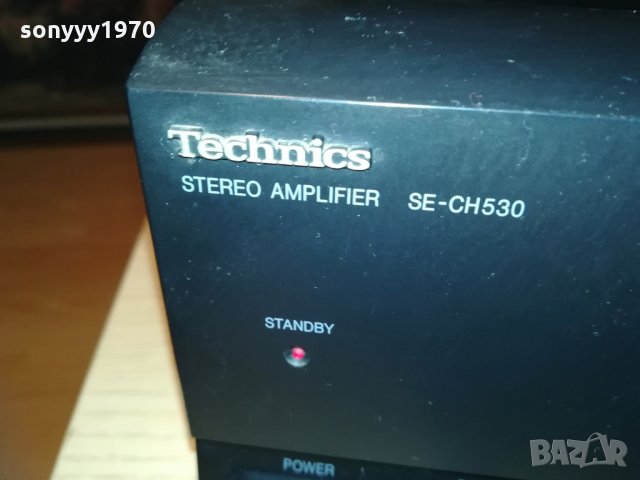 sonyyy1970
Technics
STEREO AMPLIFIER SE-CH530
STANDBY
POWER
BAZAR